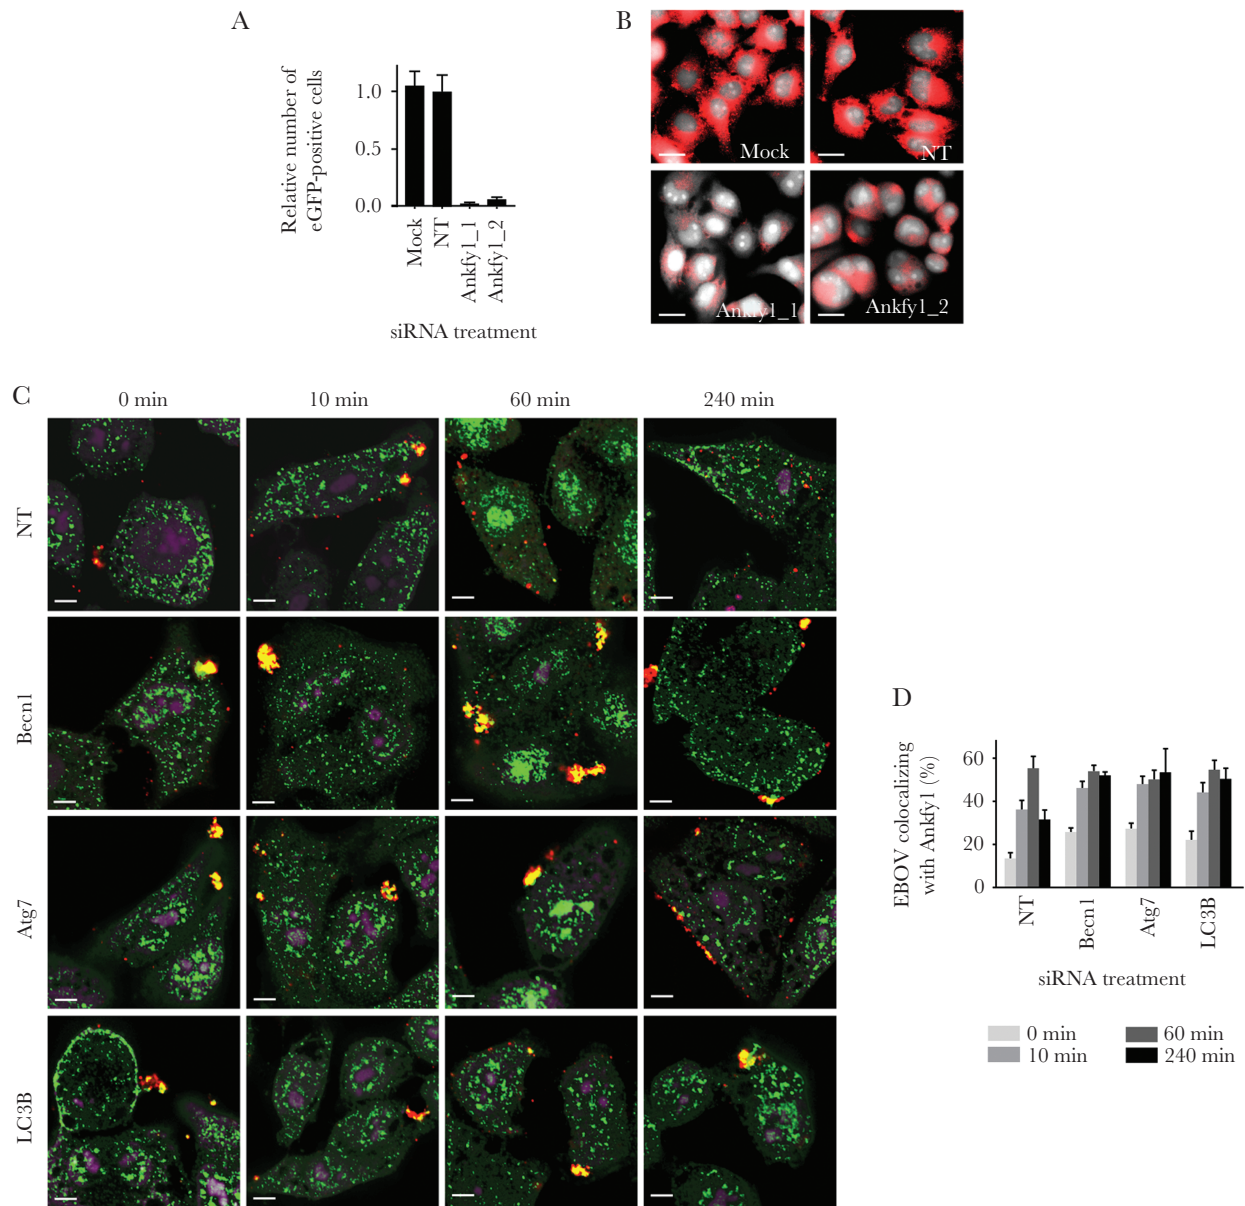 A
Relative number of
eGFP-positive cells
1.0
0.5
0.0
Mock
NT
Ankfy1_1
Ankfy1_2
siRNA treatment
B
Mock
NT
Ankfy1_1
Ankfy1_2
C
0 min
10 min
60 min
240 min
NT
Becn1
Atg7
LC3B
D
EBOV colocalizing
with Ankfy1 (%)
60
40
20
0
NT
Becn1
Atg7
LC3B
siRNA treatment
0 min
60 min
10 min
240 min